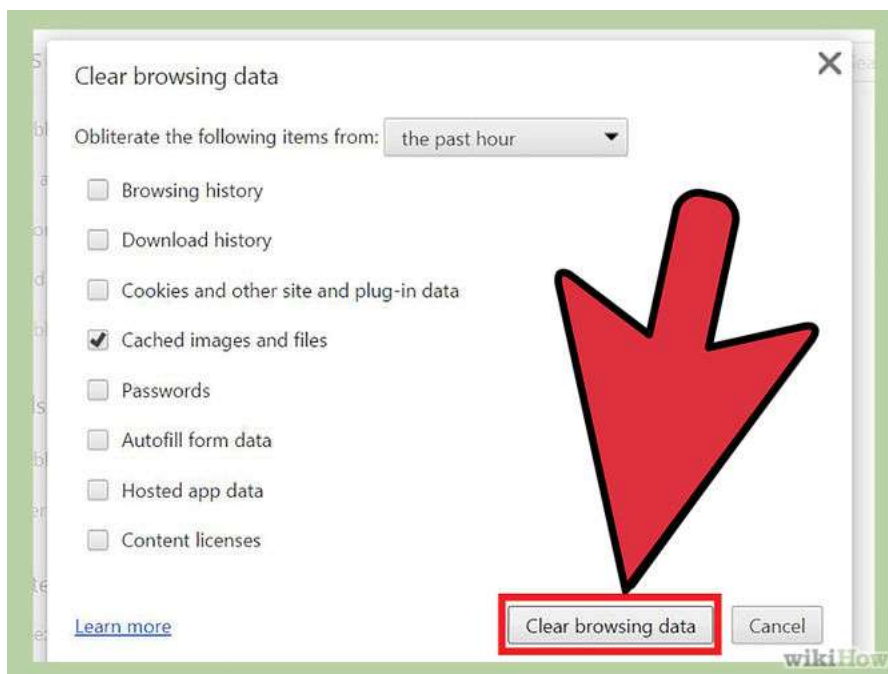 Clear browsing data
Obliterate the following items from: the past hour
Browsing history
Download history
Cookies and other site and plug-in data
Cached images and files
Passwords
Autofill form data
Hosted app data
Content licenses
Learn more
Clear browsing data
Cancel
wikiHow